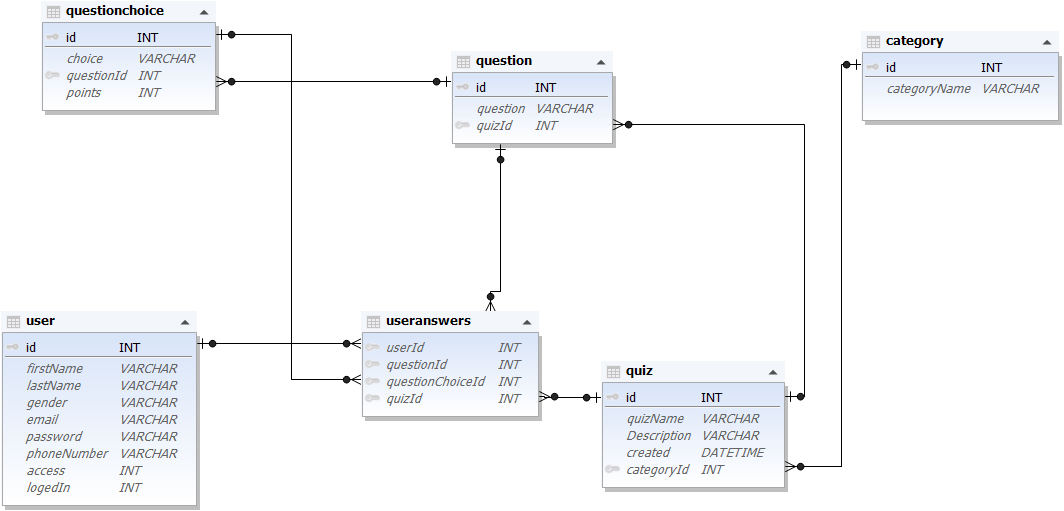 questionchoice
id INT
choice VARCHAR
questionId INT
points INT
question
id INT
question VARCHAR
quizId INT
category
id INT
categoryName VARCHAR
user
id INT
firstName VARCHAR
lastName VARCHAR
gender VARCHAR
email VARCHAR
password VARCHAR
phoneNumber VARCHAR
access INT
logedIn INT
useranswers
userId INT
questionId INT
questionChoiceId INT
quizId INT
quiz
id INT
quizName VARCHAR
Description VARCHAR
created DATETIME
categoryId INT